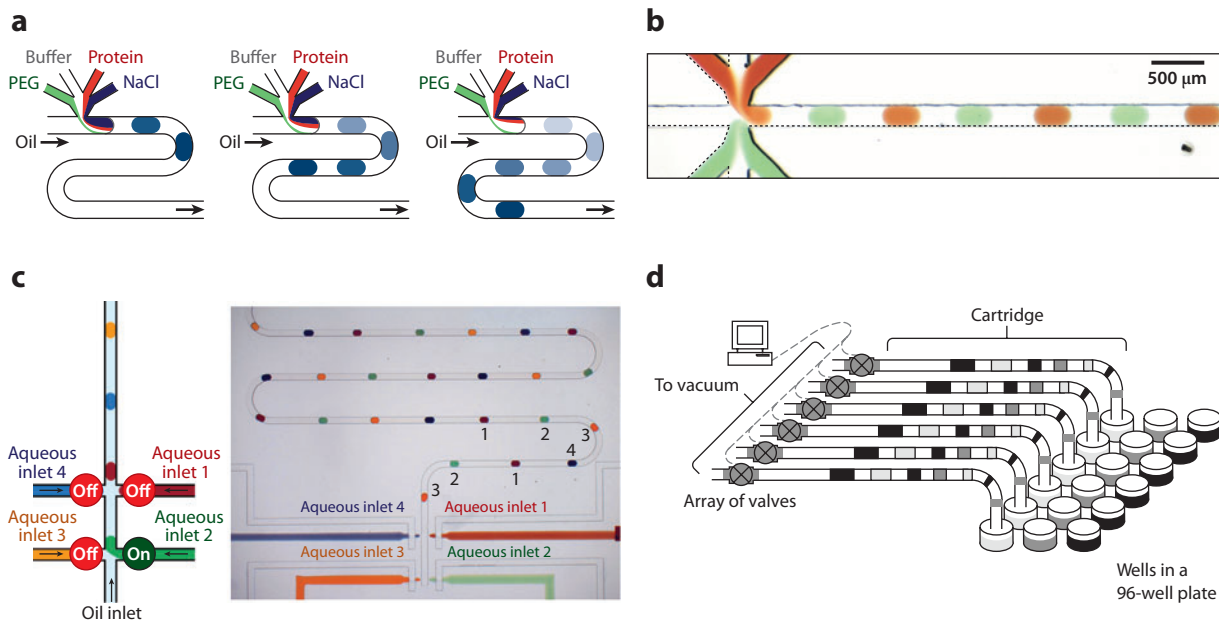 a
Buffer
Protein
PEG
NaCl
Oil
Buffer
Protein
PEG
NaCl
Oil
Buffer
Protein
PEG
NaCl
Oil
b
500 μm
c
Aqueous
inlet 4
Aqueous
inlet 1
Off
Off
Aqueous
inlet 3
Aqueous
inlet 2
Off
On
Oil inlet
1
2
3
4
2
1
3
Aqueous inlet 4
Aqueous inlet 1
Aqueous inlet 3
Aqueous inlet 2
d
Cartridge
To vacuum
Array of valves
Wells in a
96-well plate